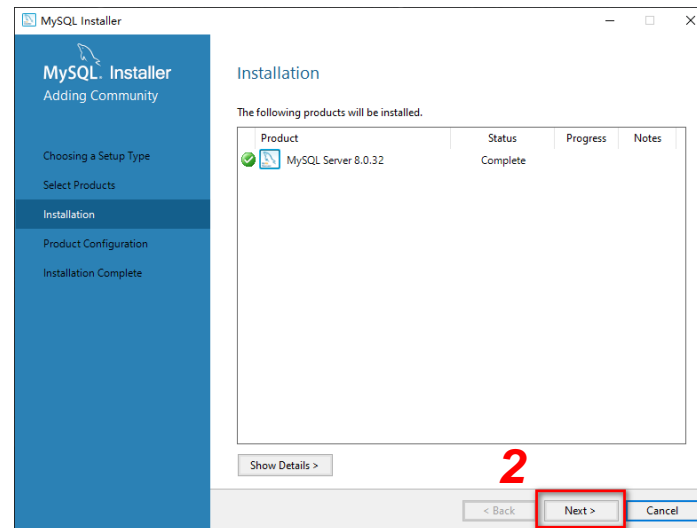 MySQL Installer
MySQL. Installer
Adding Community
Choosing a Setup Type
Select Products
Installation
Product Configuration
Installation Complete
Installation
The following products will be installed.
Product Status Progress Notes
MySQL Server 8.0.32 Complete
Show Details >
2
< Back Next > Cancel